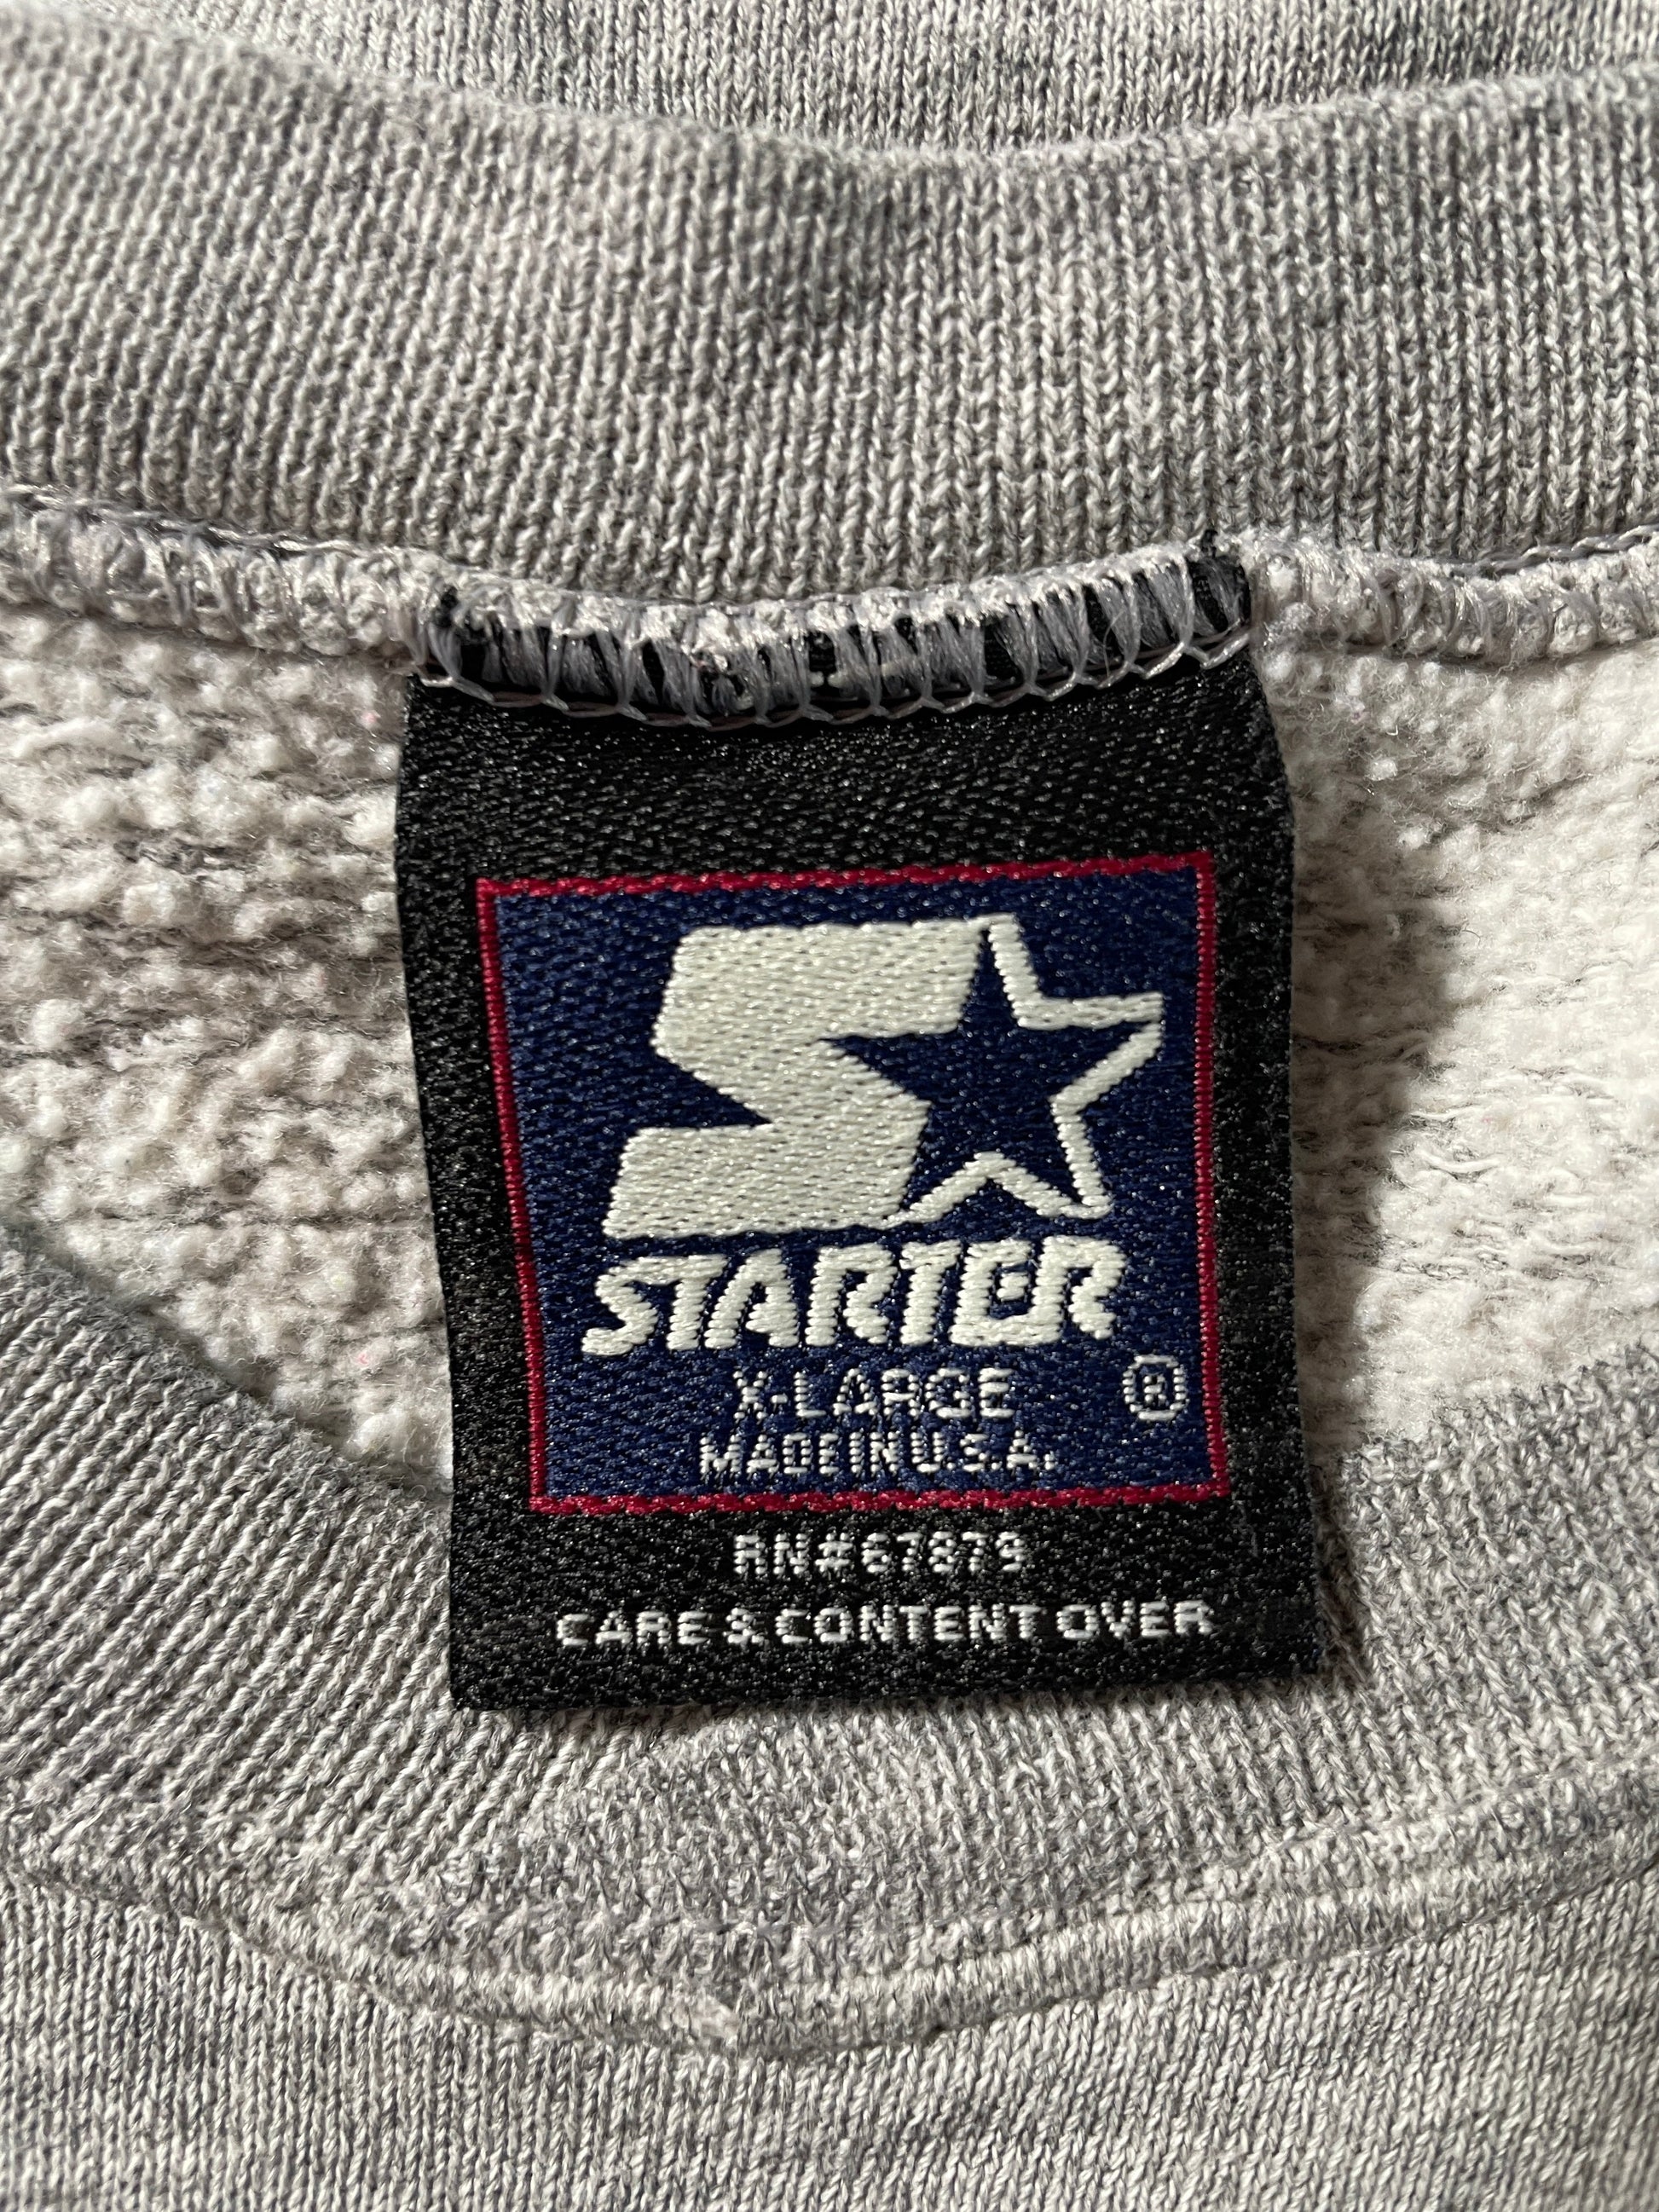 STARTER
X-LARGE ®
MADE IN U.S.A.
RN#67879
CARE & CONTENT OVER